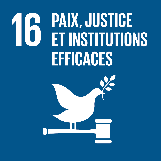 16 PAIX, JUSTICE
ET INSTITUTIONS
EFFICACES